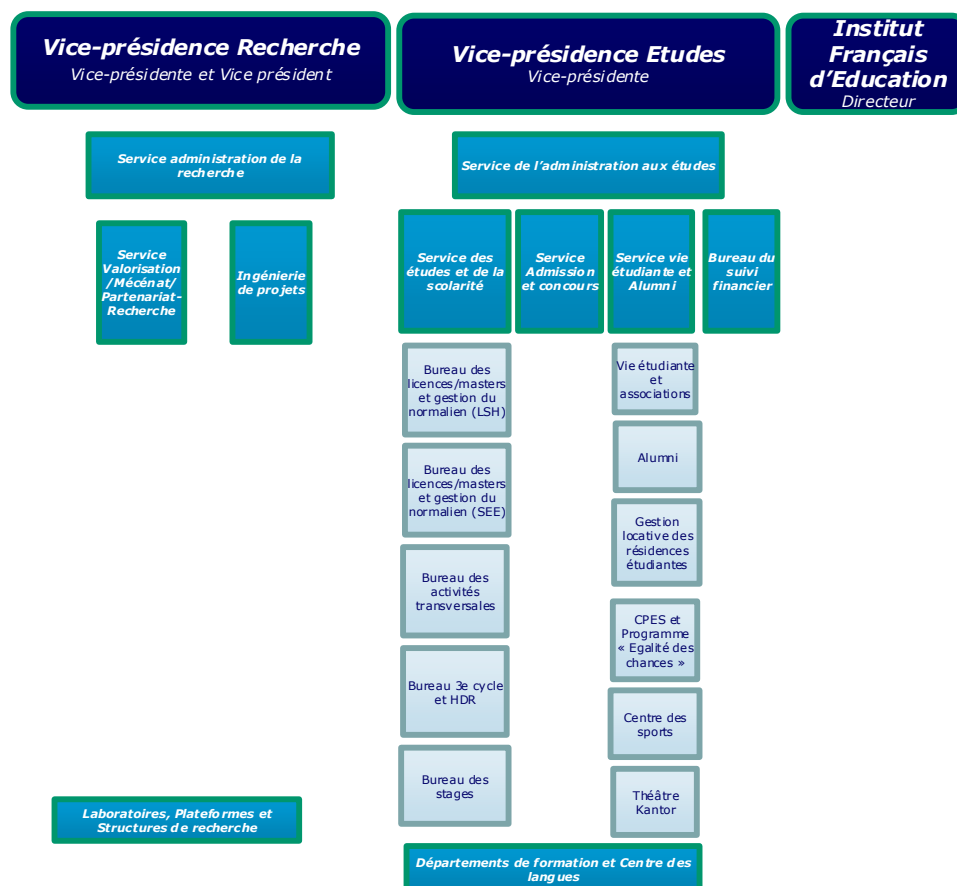 Vice-présidence Recherche
Vice-présidente et Vice président
Vice-présidence Etudes
Vice-présidente
Institut
Français
d’Education
Directeur
Service administration de la
recherche
Service de l’administration aux études
Service
Valorisation
/Mécénat/
Partenariat-
Recherche
Ingénierie
de projets
Service des
études et de la
scolarité
Service
Admission
et concours
Service vie
étudiante et
Alumni
Bureau du
suivi
financier
Bureau des
licences/masters
et gestion du
normalien (LSH)
Bureau des
licences/masters
et gestion du
normalien (SEE)
Bureau des
activités
transversales
Bureau 3e cycle
et HDR
Bureau des
stages
Vie étudiante
et
associations
Alumni
Gestion
locative des
résidences
étudiantes
CPES et
Programme
« Egalité des
chances »
Centre des
sports
Théâtre
Kantor
Laboratoires, Plateformes et
Structures de recherche
Départements de formation et Centre des
langues